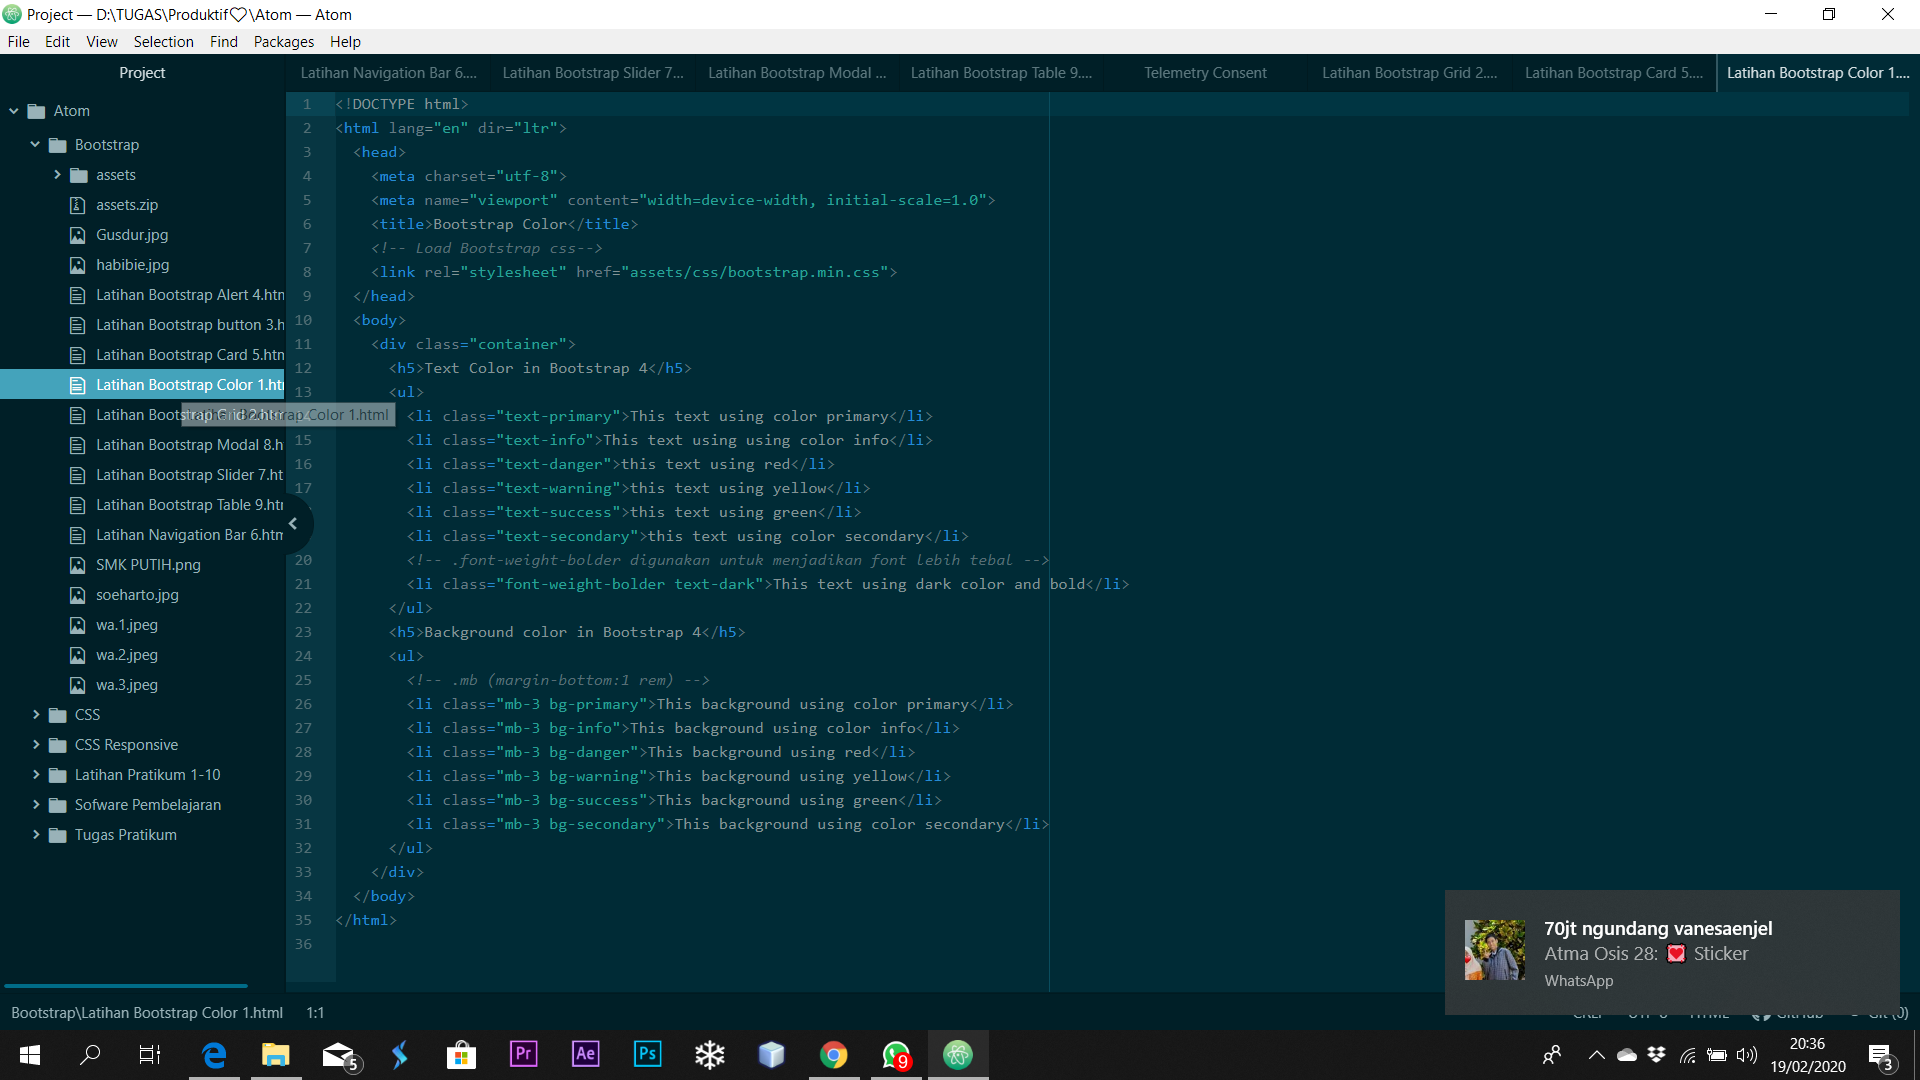 Project — D:\TUGAS\Produktif♡\Atom — Atom
File Edit View Selection Find Packages Help
Project
Latihan Navigation Bar 6.... Latihan Bootstrap Slider 7... Latihan Bootstrap Modal ... Latihan Bootstrap Table 9.... Telemetry Consent Latihan Bootstrap Grid 2.... Latihan Bootstrap Card 5.... Latihan Bootstrap Color 1....
Atom
Bootstrap
assets
assets.zip
Gusdur.jpg
habibie.jpg
Latihan Bootstrap Alert 4.htm
Latihan Bootstrap button 3.h
Latihan Bootstrap Card 5.htm
Latihan Bootstrap Color 1.htm
Latihan Bootstrap Grid 2.htm
Latihan Bootstrap Color 1.html
Latihan Bootstrap Modal 8.h
Latihan Bootstrap Slider 7.ht
Latihan Bootstrap Table 9.htm
Latihan Navigation Bar 6.htm
SMK PUTIH.png
soeharto.jpg
wa.1.jpeg
wa.2.jpeg
wa.3.jpeg
CSS
CSS Responsive
Latihan Pratikum 1-10
Sofware Pembelajaran
Tugas Pratikum
1 <!DOCTYPE html>
2 <html lang="en" dir="ltr">
3 <head>
4 <meta charset="utf-8">
5 <meta name="viewport" content="width=device-width, initial-scale=1.0">
6 <title>Bootstrap Color</title>
7 <!-- Load Bootstrap css-->
8 <link rel="stylesheet" href="assets/css/bootstrap.min.css">
9 </head>
10 <body>
11 <div class="container">
12 <h5>Text Color in Bootstrap 4</h5>
13 <ul>
<li class="text-primary">This text using color primary</li>
15 <li class="text-info">This text using using color info</li>
16 <li class="text-danger">this text using red</li>
17 <li class="text-warning">this text using yellow</li>
<li class="text-success">this text using green</li>
<li class="text-secondary">this text using color secondary</li>
20 <!-- .font-weight-bolder digunakan untuk menjadikan font lebih tebal -->
21 <li class="font-weight-bolder text-dark">This text using dark color and bold</li>
22 </ul>
23 <h5>Background color in Bootstrap 4</h5>
24 <ul>
25 <!-- .mb (margin-bottom:1 rem) -->
26 <li class="mb-3 bg-primary">This background using color primary</li>
27 <li class="mb-3 bg-info">This background using color info</li>
28 <li class="mb-3 bg-danger">This background using red</li>
29 <li class="mb-3 bg-warning">This background using yellow</li>
30 <li class="mb-3 bg-success">This background using green</li>
31 <li class="mb-3 bg-secondary">This background using color secondary</li>
32 </ul>
33 </div>
34 </body>
35 </html>
36
70jt ngundang vanesaenjel
Atma Osis 28: 💟 Sticker
WhatsApp
Bootstrap\Latihan Bootstrap Color 1.html 1:1 CRLF UTF-8 HTML GitHub Git (0)
5 Pr Ae Ps 9
20:36
19/02/2020
3